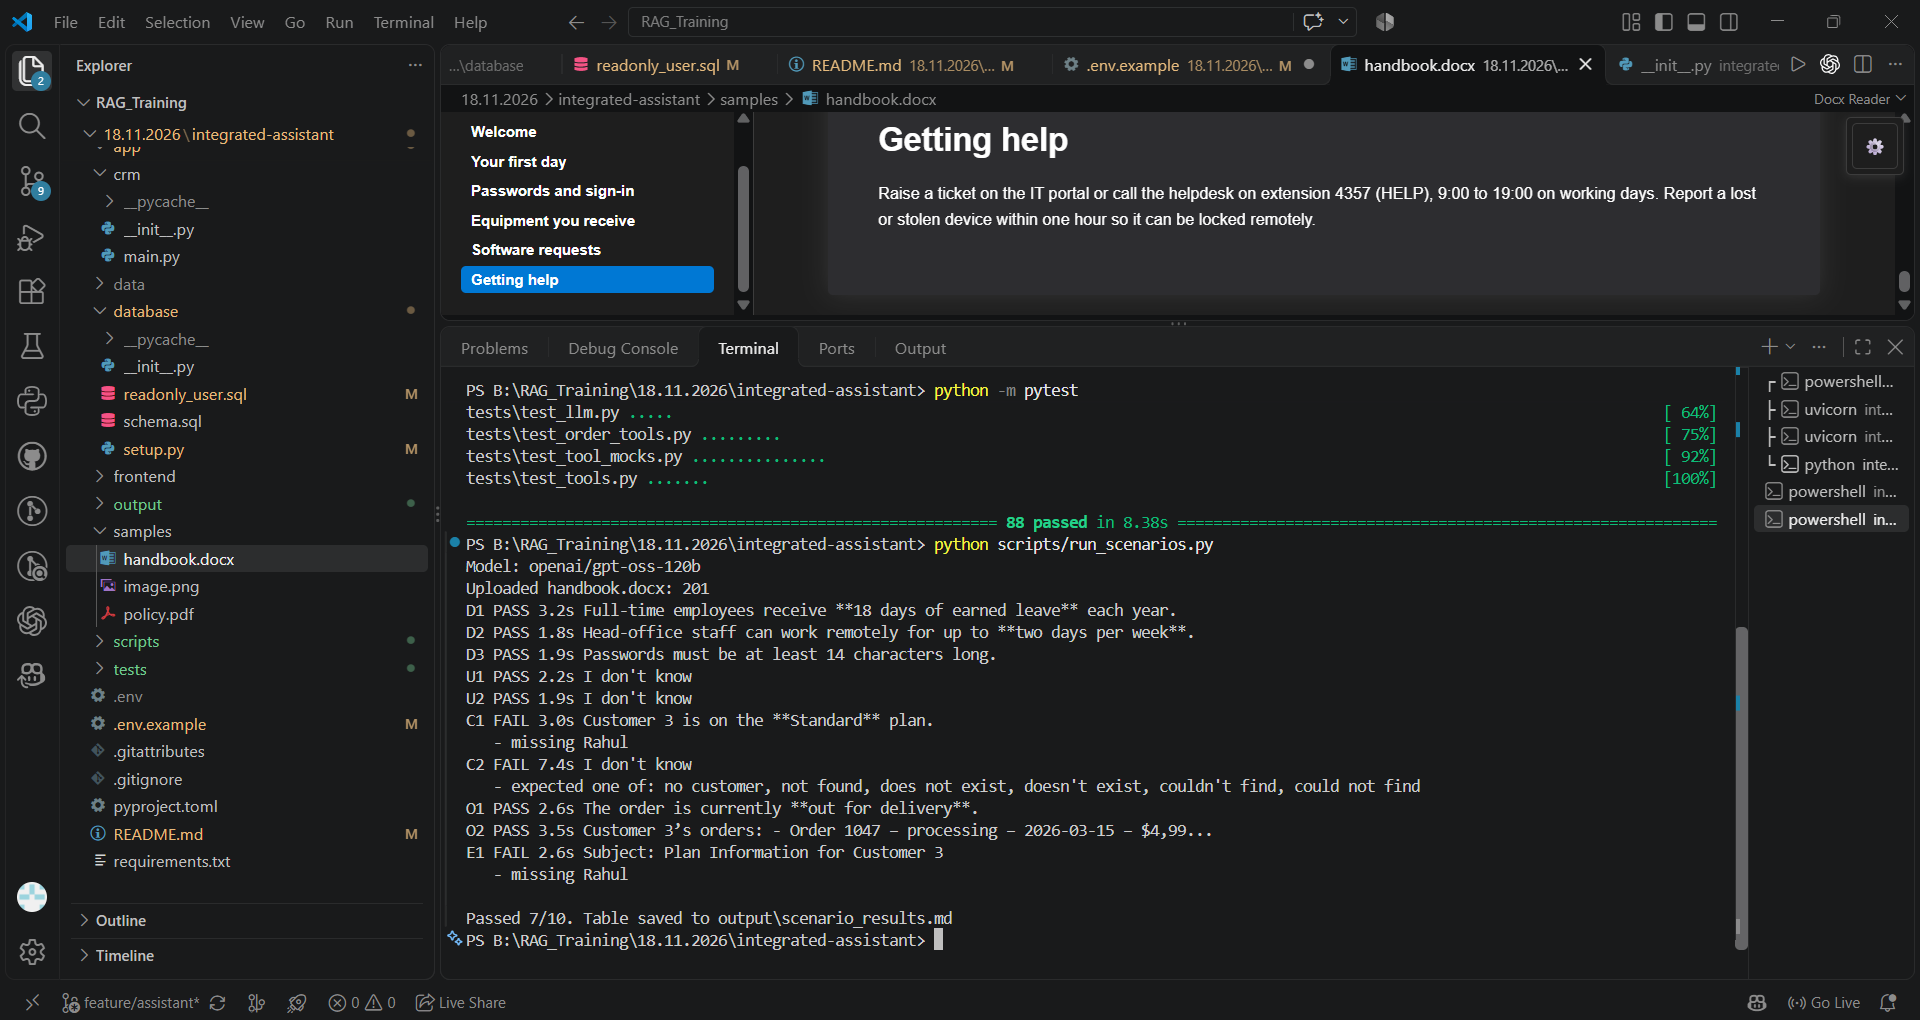 File Edit Selection View Go Run Terminal Help
RAG_Training
Explorer
RAG_Training
18.11.2026\integrated-assistant
app
crm
__pycache__
__init__.py
main.py
data
database
__pycache__
__init__.py
readonly_user.sql M
schema.sql
setup.py M
frontend
output
samples
handbook.docx
image.png
policy.pdf
scripts
tests
.env
.env.example M
.gitattributes
.gitignore
pyproject.toml
README.md M
requirements.txt
Outline
Timeline
2
9
...\database readonly_user.sql M README.md 18.11.2026\... M .env.example 18.11.2026\... M handbook.docx 18.11.2026\... __init__.py integrate
18.11.2026 > integrated-assistant > samples > handbook.docx
Docx Reader
Welcome
Your first day
Passwords and sign-in
Equipment you receive
Software requests
Getting help
Getting help
Raise a ticket on the IT portal or call the helpdesk on extension 4357 (HELP), 9:00 to 19:00 on working days. Report a lost
or stolen device within one hour so it can be locked remotely.
Problems Debug Console Terminal Ports Output
PS B:\RAG_Training\18.11.2026\integrated-assistant> python -m pytest
tests\test_llm.py ..... [ 64%]
tests\test_order_tools.py ......... [ 75%]
tests\test_tool_mocks.py ............... [ 92%]
tests\test_tools.py ....... [100%]
88 passed in 8.38s
PS B:\RAG_Training\18.11.2026\integrated-assistant> python scripts/run_scenarios.py
Model: openai/gpt-oss-120b
Uploaded handbook.docx: 201
D1 PASS 3.2s Full-time employees receive **18 days of earned leave** each year.
D2 PASS 1.8s Head-office staff can work remotely for up to **two days per week**.
D3 PASS 1.9s Passwords must be at least 14 characters long.
U1 PASS 2.2s I don't know
U2 PASS 1.9s I don't know
C1 FAIL 3.0s Customer 3 is on the **Standard** plan.
- missing Rahul
C2 FAIL 7.4s I don't know
- expected one of: no customer, not found, does not exist, doesn't exist, couldn't find, could not find
O1 PASS 2.6s The order is currently **out for delivery**.
O2 PASS 3.5s Customer 3’s orders: - Order 1047 – processing – 2026-03-15 – $4,99...
E1 FAIL 2.6s Subject: Plan Information for Customer 3
- missing Rahul
Passed 7/10. Table saved to output\scenario_results.md
PS B:\RAG_Training\18.11.2026\integrated-assistant>
powershell...
uvicorn int...
uvicorn int...
python inte...
powershell in...
powershell in...
feature/assistant* 0 0 Live Share
Go Live